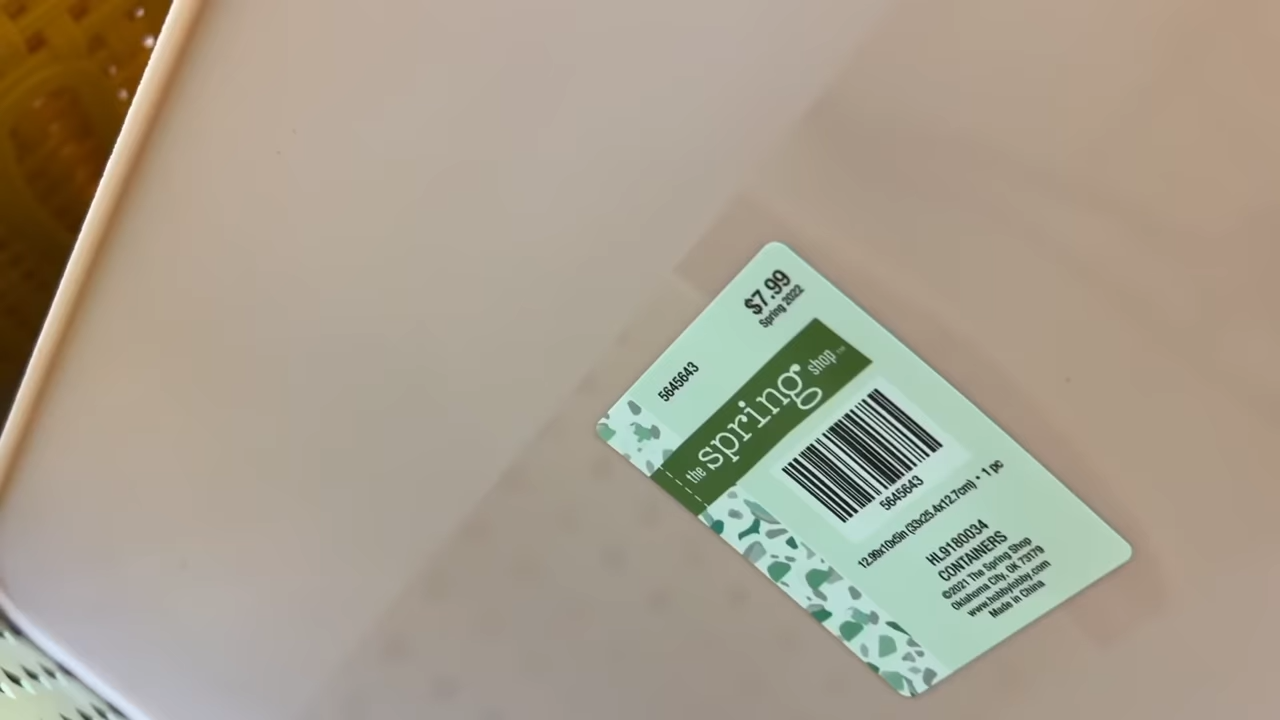 $7.99
Spring 2022
5645643
the spring shop™
5645643
12.99x10x5in (33x25.4x12.7cm) • 1 pc
HL9180034
CONTAINERS
©2021 The Spring Shop
Oklahoma City, OK 73179
www.hobbylobby.com
Made in China